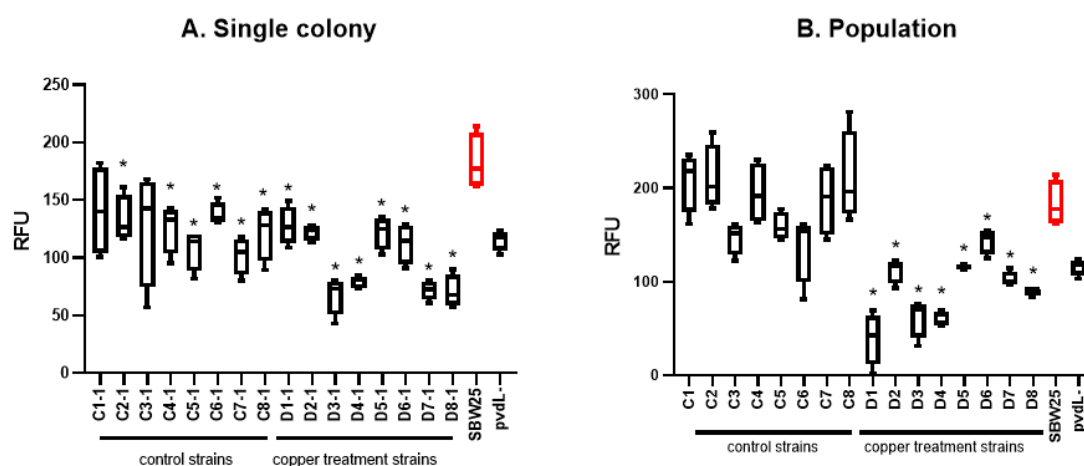 A. Single colony
RFU
250
200
150
100
50
0
* * * * * * * * * * * * * *
C1-1 C2-1 C3-1 C4-1 C5-1 C6-1 C7-1 C8-1 D1-1 D2-1 D3-1 D4-1 D5-1 D6-1 D7-1 D8-1 SBW25 pvdL-
control strains copper treatment strains
B. Population
RFU
300
200
100
0
* * * * * * * *
C1 C2 C3 C4 C5 C6 C7 C8 D1 D2 D3 D4 D5 D6 D7 D8 SBW25 pvdL-
control strains copper treatment strains